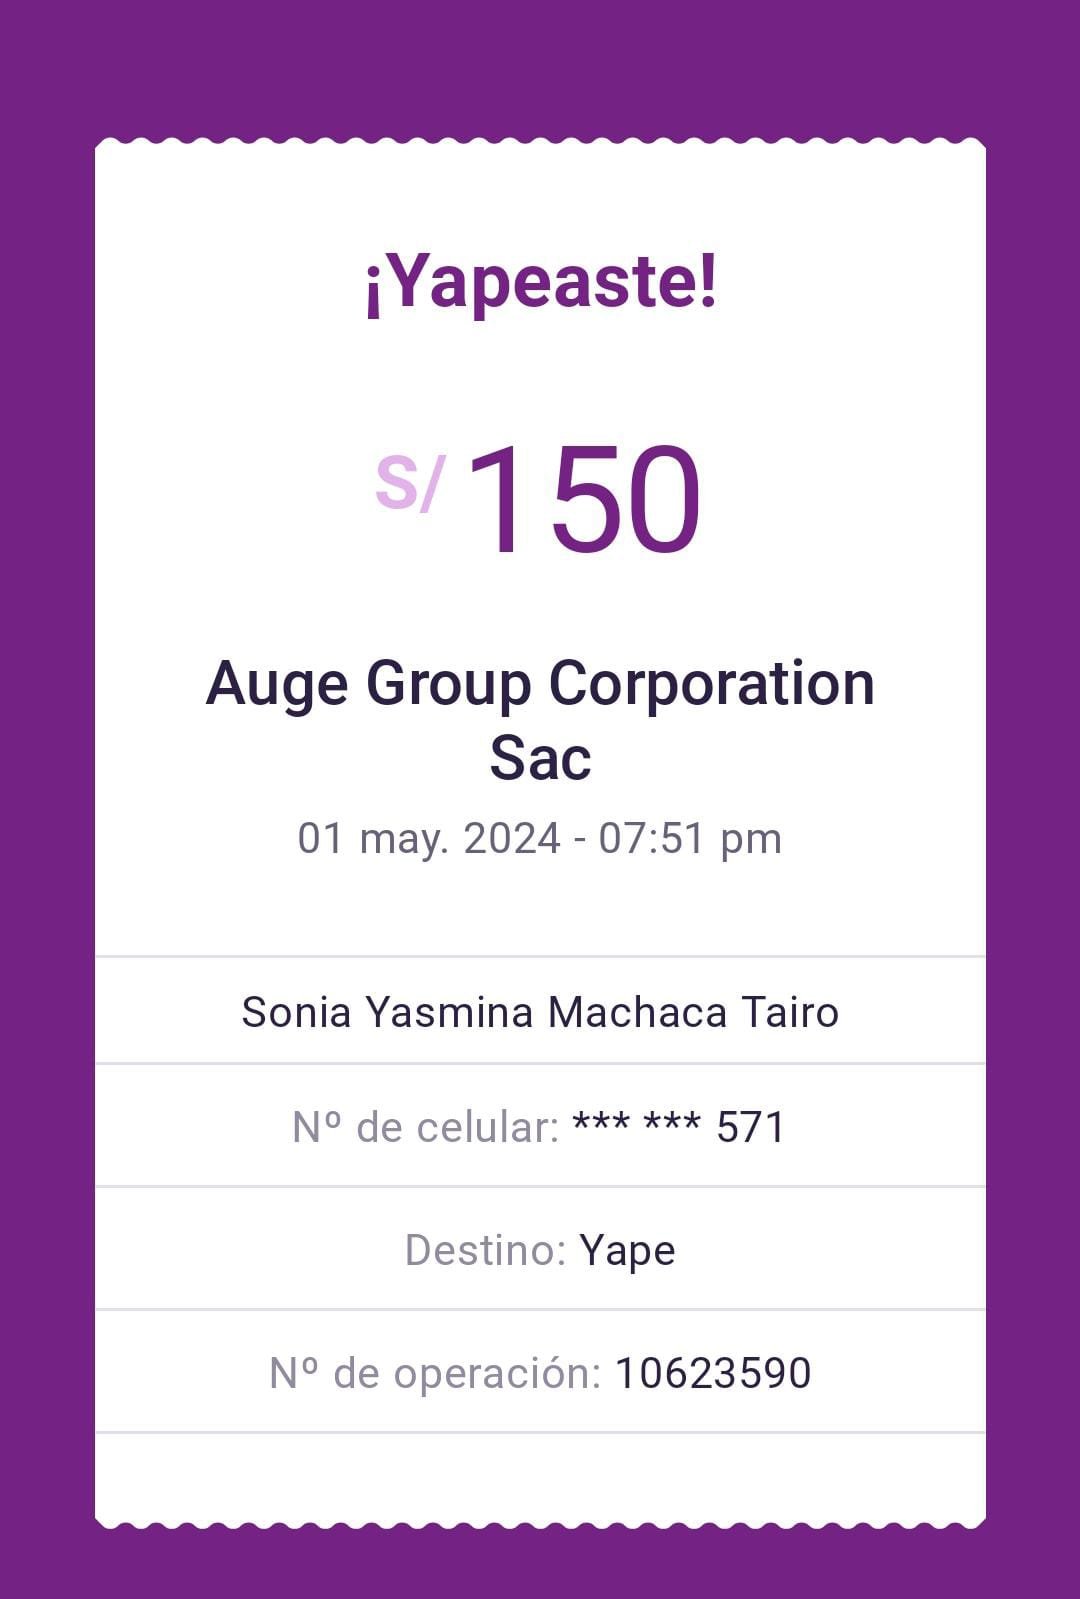 ¡Yapeaste!
S/ 150
Auge Group Corporation
Sac
01 may. 2024 - 07:51 pm
Sonia Yasmina Machaca Tairo
Nº de celular: *** *** 571
Destino: Yape
Nº de operación: 10623590